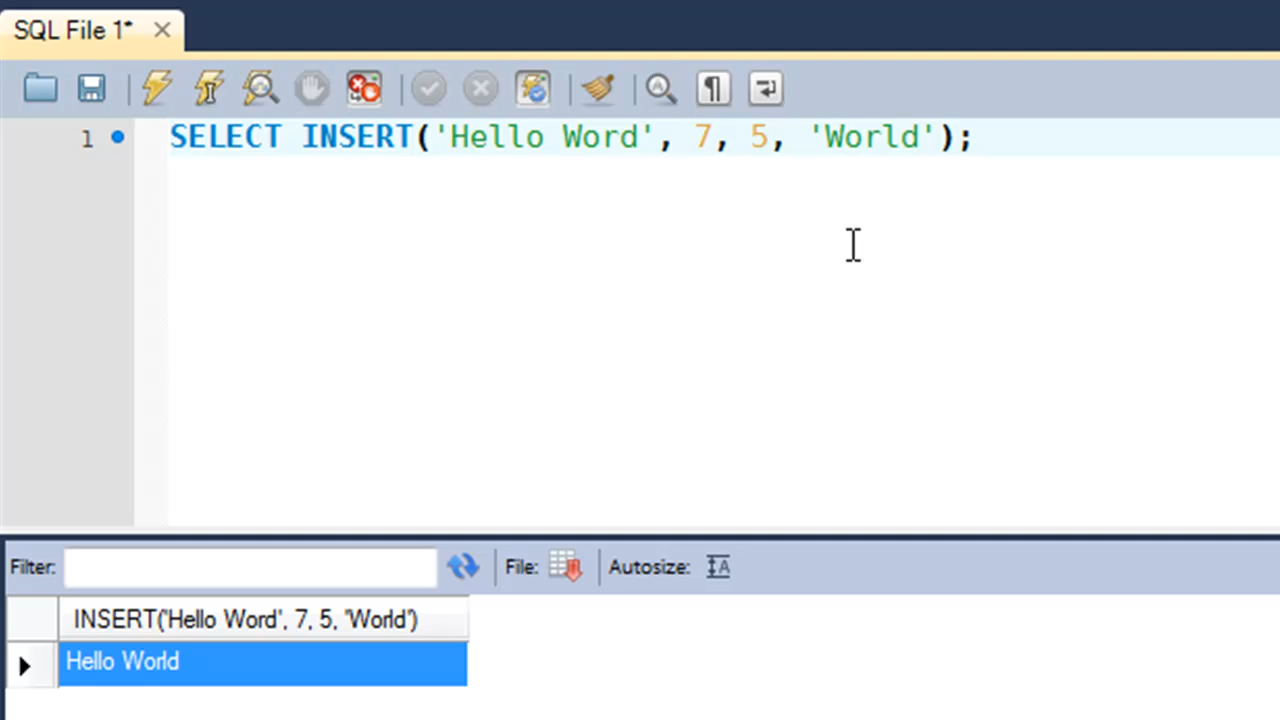 SQL File 1*
1 SELECT INSERT('Hello Word', 7, 5, 'World');
Filter: File: Autosize:
INSERT('Hello Word', 7, 5, 'World')
Hello World